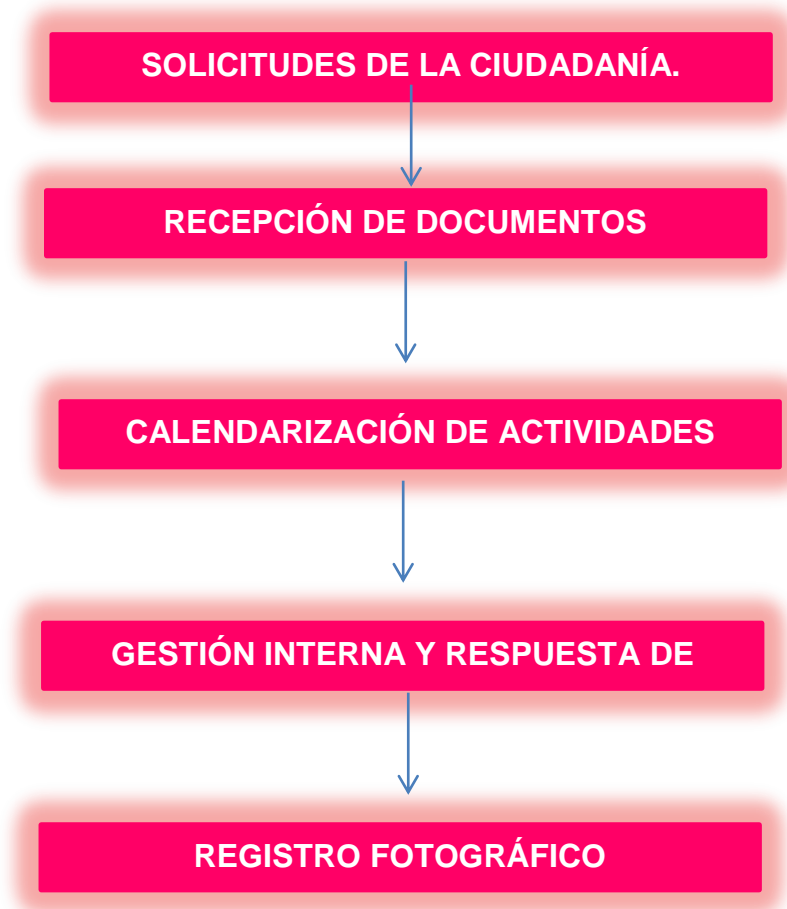 SOLICITUDES DE LA CIUDADANÍA.
RECEPCIÓN DE DOCUMENTOS
CALENDARIZACIÓN DE ACTIVIDADES
GESTIÓN INTERNA Y RESPUESTA DE
REGISTRO FOTOGRÁFICO